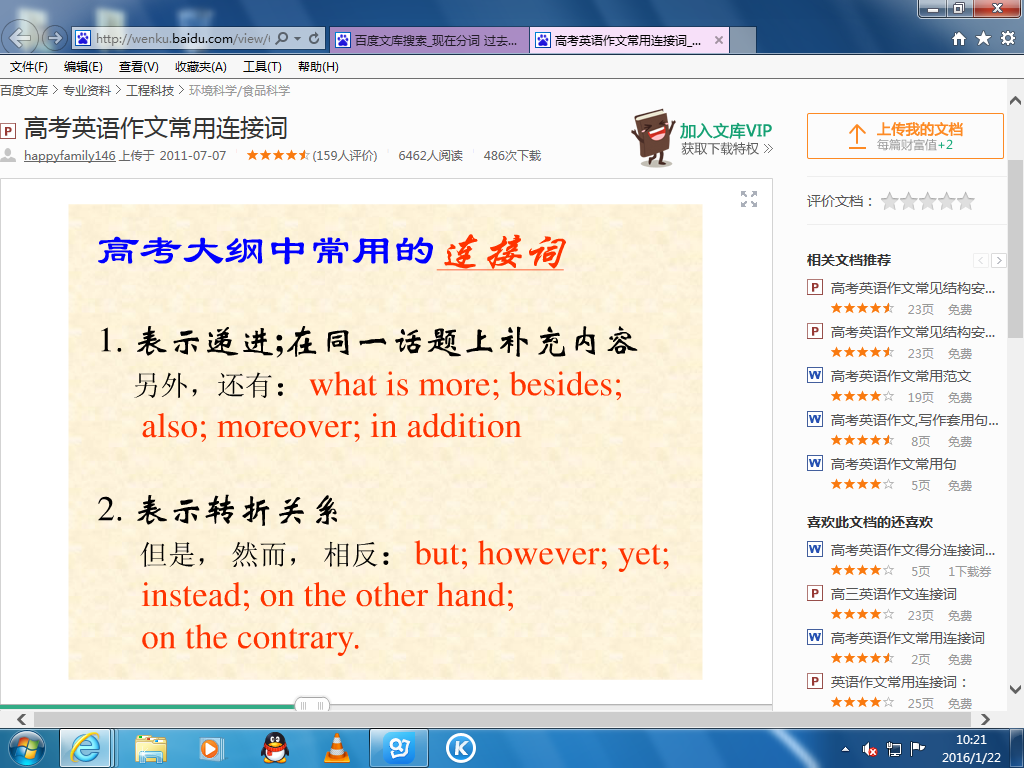 http://wenku.baidu.com/view/
百度文库搜索_现在分词 过去...
高考英语作文常用连接词_...
文件(F) 编辑(E) 查看(V) 收藏夹(A) 工具(T) 帮助(H)
百度文库 > 专业资料 > 工程科技 > 环境科学/食品科学
高考英语作文常用连接词
happyfamily146 上传于 2011-07-07 (159人评价) 6462人阅读 486次下载
加入文库VIP
获取下载特权 >>
上传我的文档
每篇财富值+2
评价文档：
高考大纲中常用的 连接词
1. 表示递进;在同一话题上补充内容
另外，还有：what is more; besides;
also; moreover; in addition
2. 表示转折关系
但是， 然而， 相反：but; however; yet;
instead; on the other hand;
on the contrary.
相关文档推荐
高考英语作文常见结构安...
23页 免费
高考英语作文常见结构安...
23页 免费
高考英语作文常用范文
19页 免费
高考英语作文,写作套用句...
8页 免费
高考英语作文常用句
5页 免费
喜欢此文档的还喜欢
高考英语作文得分连接词...
5页 1下载券
高三英语作文连接词
23页 免费
高考英语作文常用连接词
2页 免费
英语作文常用连接词：
25页 免费
10:21
2016/1/22